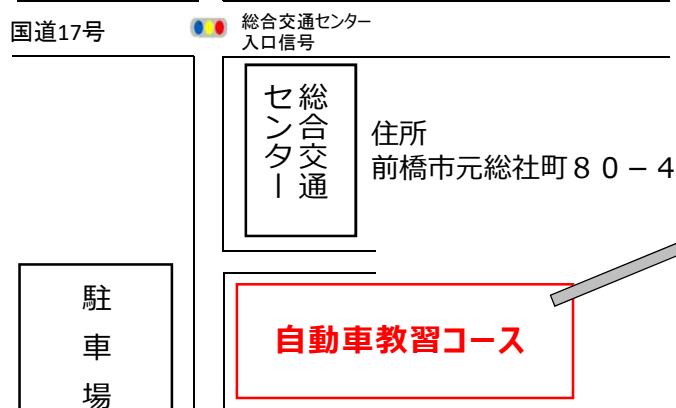 国道17号
総合交通センター
入口信号
総合交通
センター
住所
前橋市元総社町８０－４
駐車場
自動車教習コース